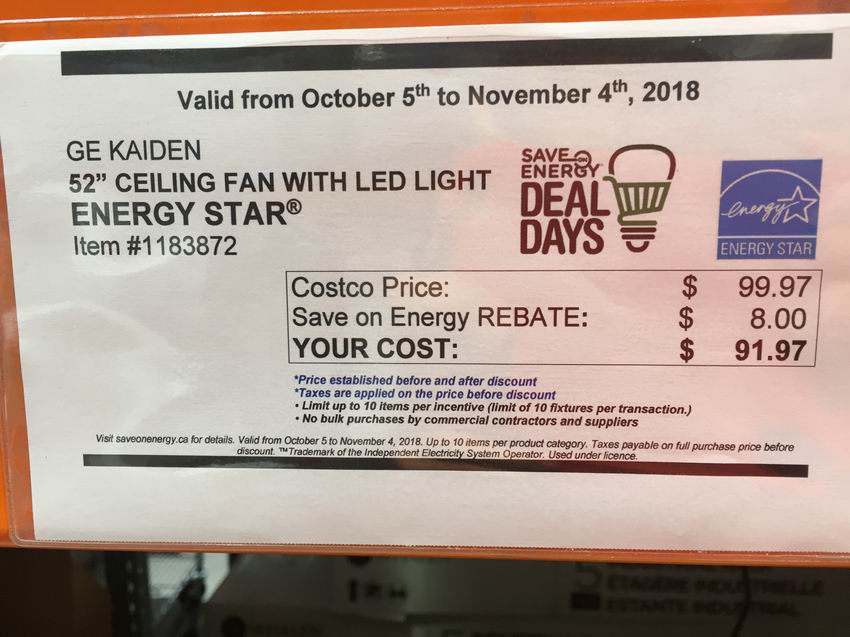 Valid from October 5th to November 4th, 2018
GE KAIDEN
52” CEILING FAN WITH LED LIGHT
ENERGY STAR®
Item #1183872
SAVE ON
ENERGY
DEAL
DAYS
energy
ENERGY STAR
Costco Price: $ 99.97
Save on Energy REBATE: $ 8.00
YOUR COST: $ 91.97
*Price established before and after discount
*Taxes are applied on the price before discount
• Limit up to 10 items per incentive (limit of 10 fixtures per transaction.)
• No bulk purchases by commercial contractors and suppliers
Visit saveonenergy.ca for details. Valid from October 5 to November 4, 2018. Up to 10 items per product category. Taxes payable on full purchase price before
discount. ™Trademark of the Independent Electricity System Operator. Used under licence.
ÉTAGÈRE INDUSTRIELLE
ESTANTE INDUSTRIAL